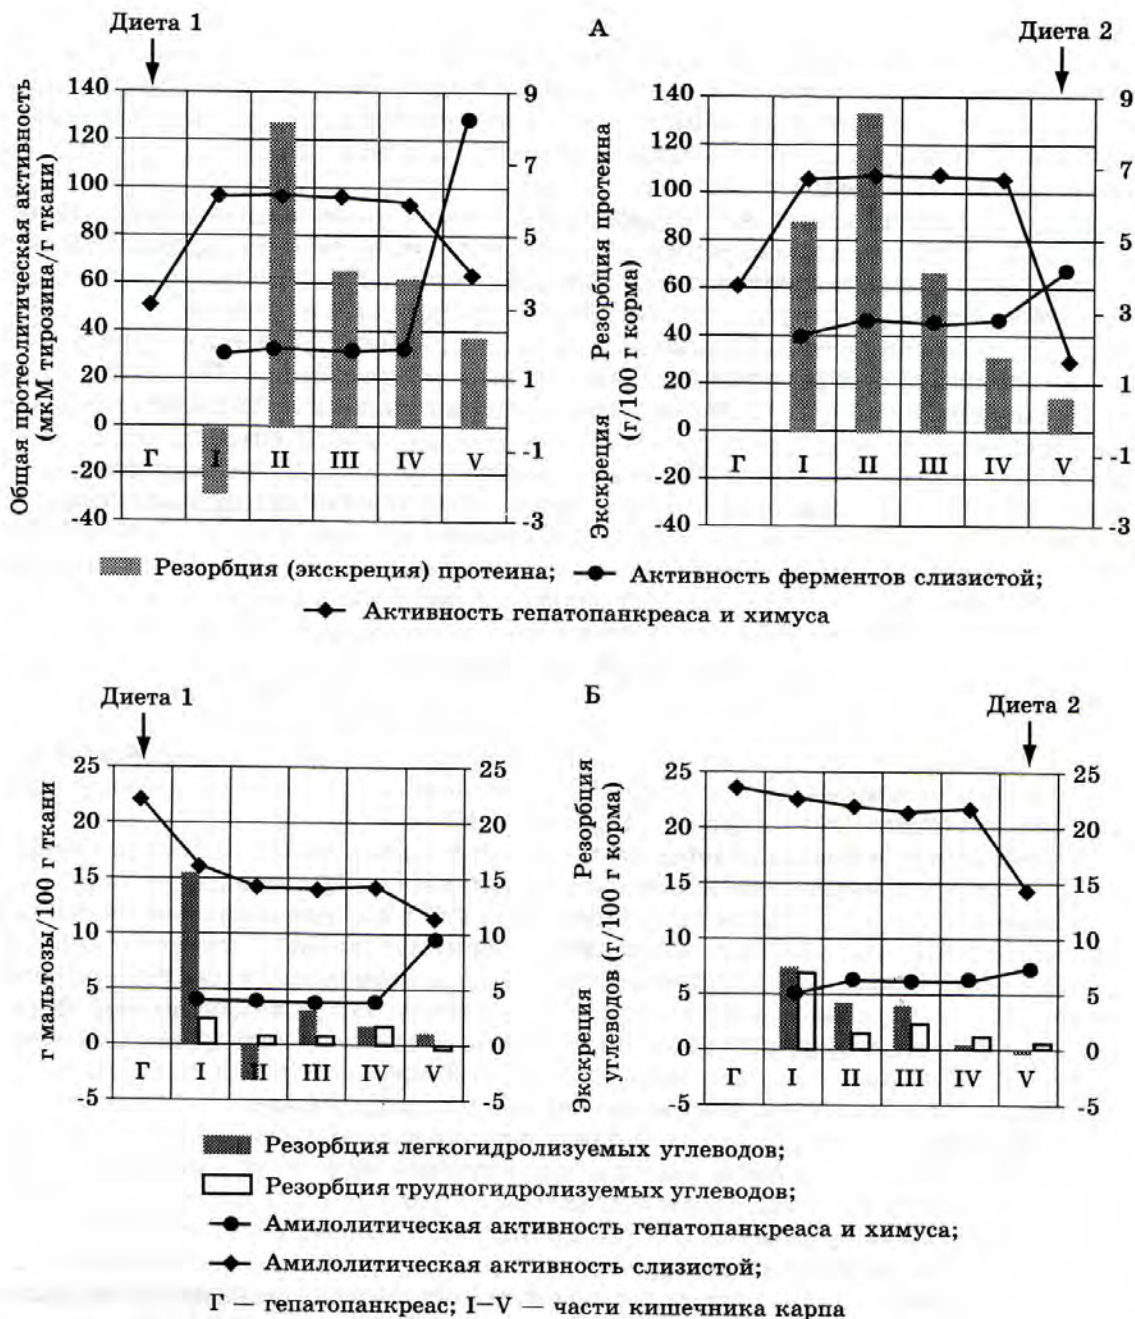 Диета 1
А
Диета 2
Общая протеолитическая активность
(мкМ тирозина/г ткани)
140
120
100
80
60
40
20
0
-20
-40
9
7
5
3
1
-1
-3
Г I II III IV V
Экскреция Резорбция протеина
(г/100 г корма)
140
120
100
80
60
40
20
0
-20
-40
9
7
5
3
1
-1
-3
Г I II III IV V
Резорбция (экскреция) протеина; Активность ферментов слизистой;
Активность гепатопанкреаса и химуса
Диета 1
Б
Диета 2
г мальтозы/100 г ткани
25
20
15
10
5
0
-5
25
20
15
10
5
0
-5
Г I II III IV V
Экскреция Резорбция
углеводов (г/100 г корма)
25
20
15
10
5
0
-5
25
20
15
10
5
0
-5
Г I II III IV V
Резорбция легкогидролизуемых углеводов;
Резорбция трудногидролизуемых углеводов;
Амилолитическая активность гепатопанкреаса и химуса;
Амилолитическая активность слизистой;
Г — гепатопанкреас; I—V — части кишечника карпа